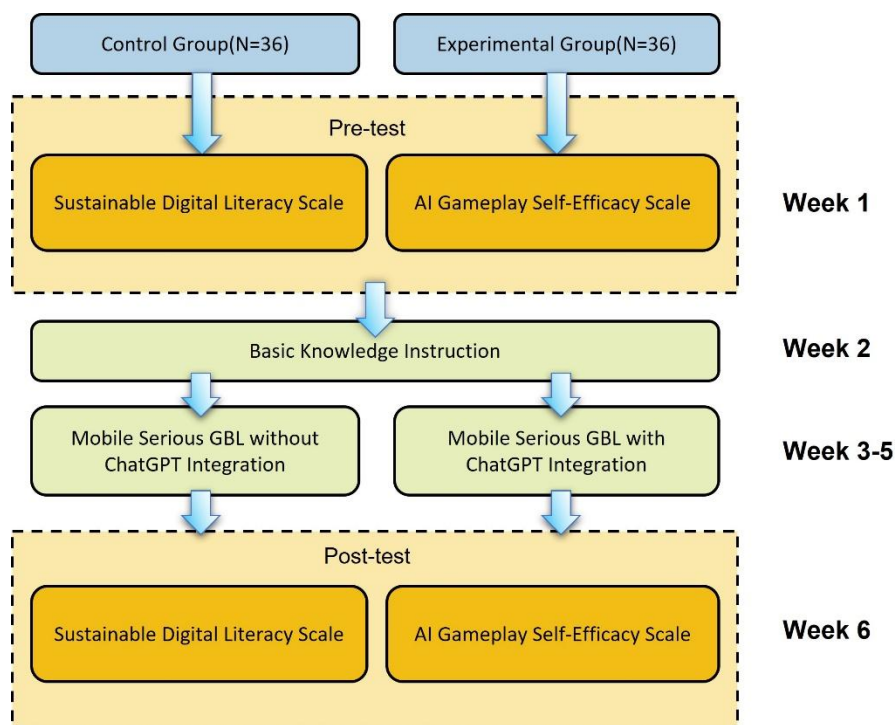 Control Group(N=36)
Experimental Group(N=36)
Pre-test
Sustainable Digital Literacy Scale
AI Gameplay Self-Efficacy Scale
Week 1
Basic Knowledge Instruction
Week 2
Mobile Serious GBL without
ChatGPT Integration
Mobile Serious GBL with
ChatGPT Integration
Week 3-5
Post-test
Sustainable Digital Literacy Scale
AI Gameplay Self-Efficacy Scale
Week 6